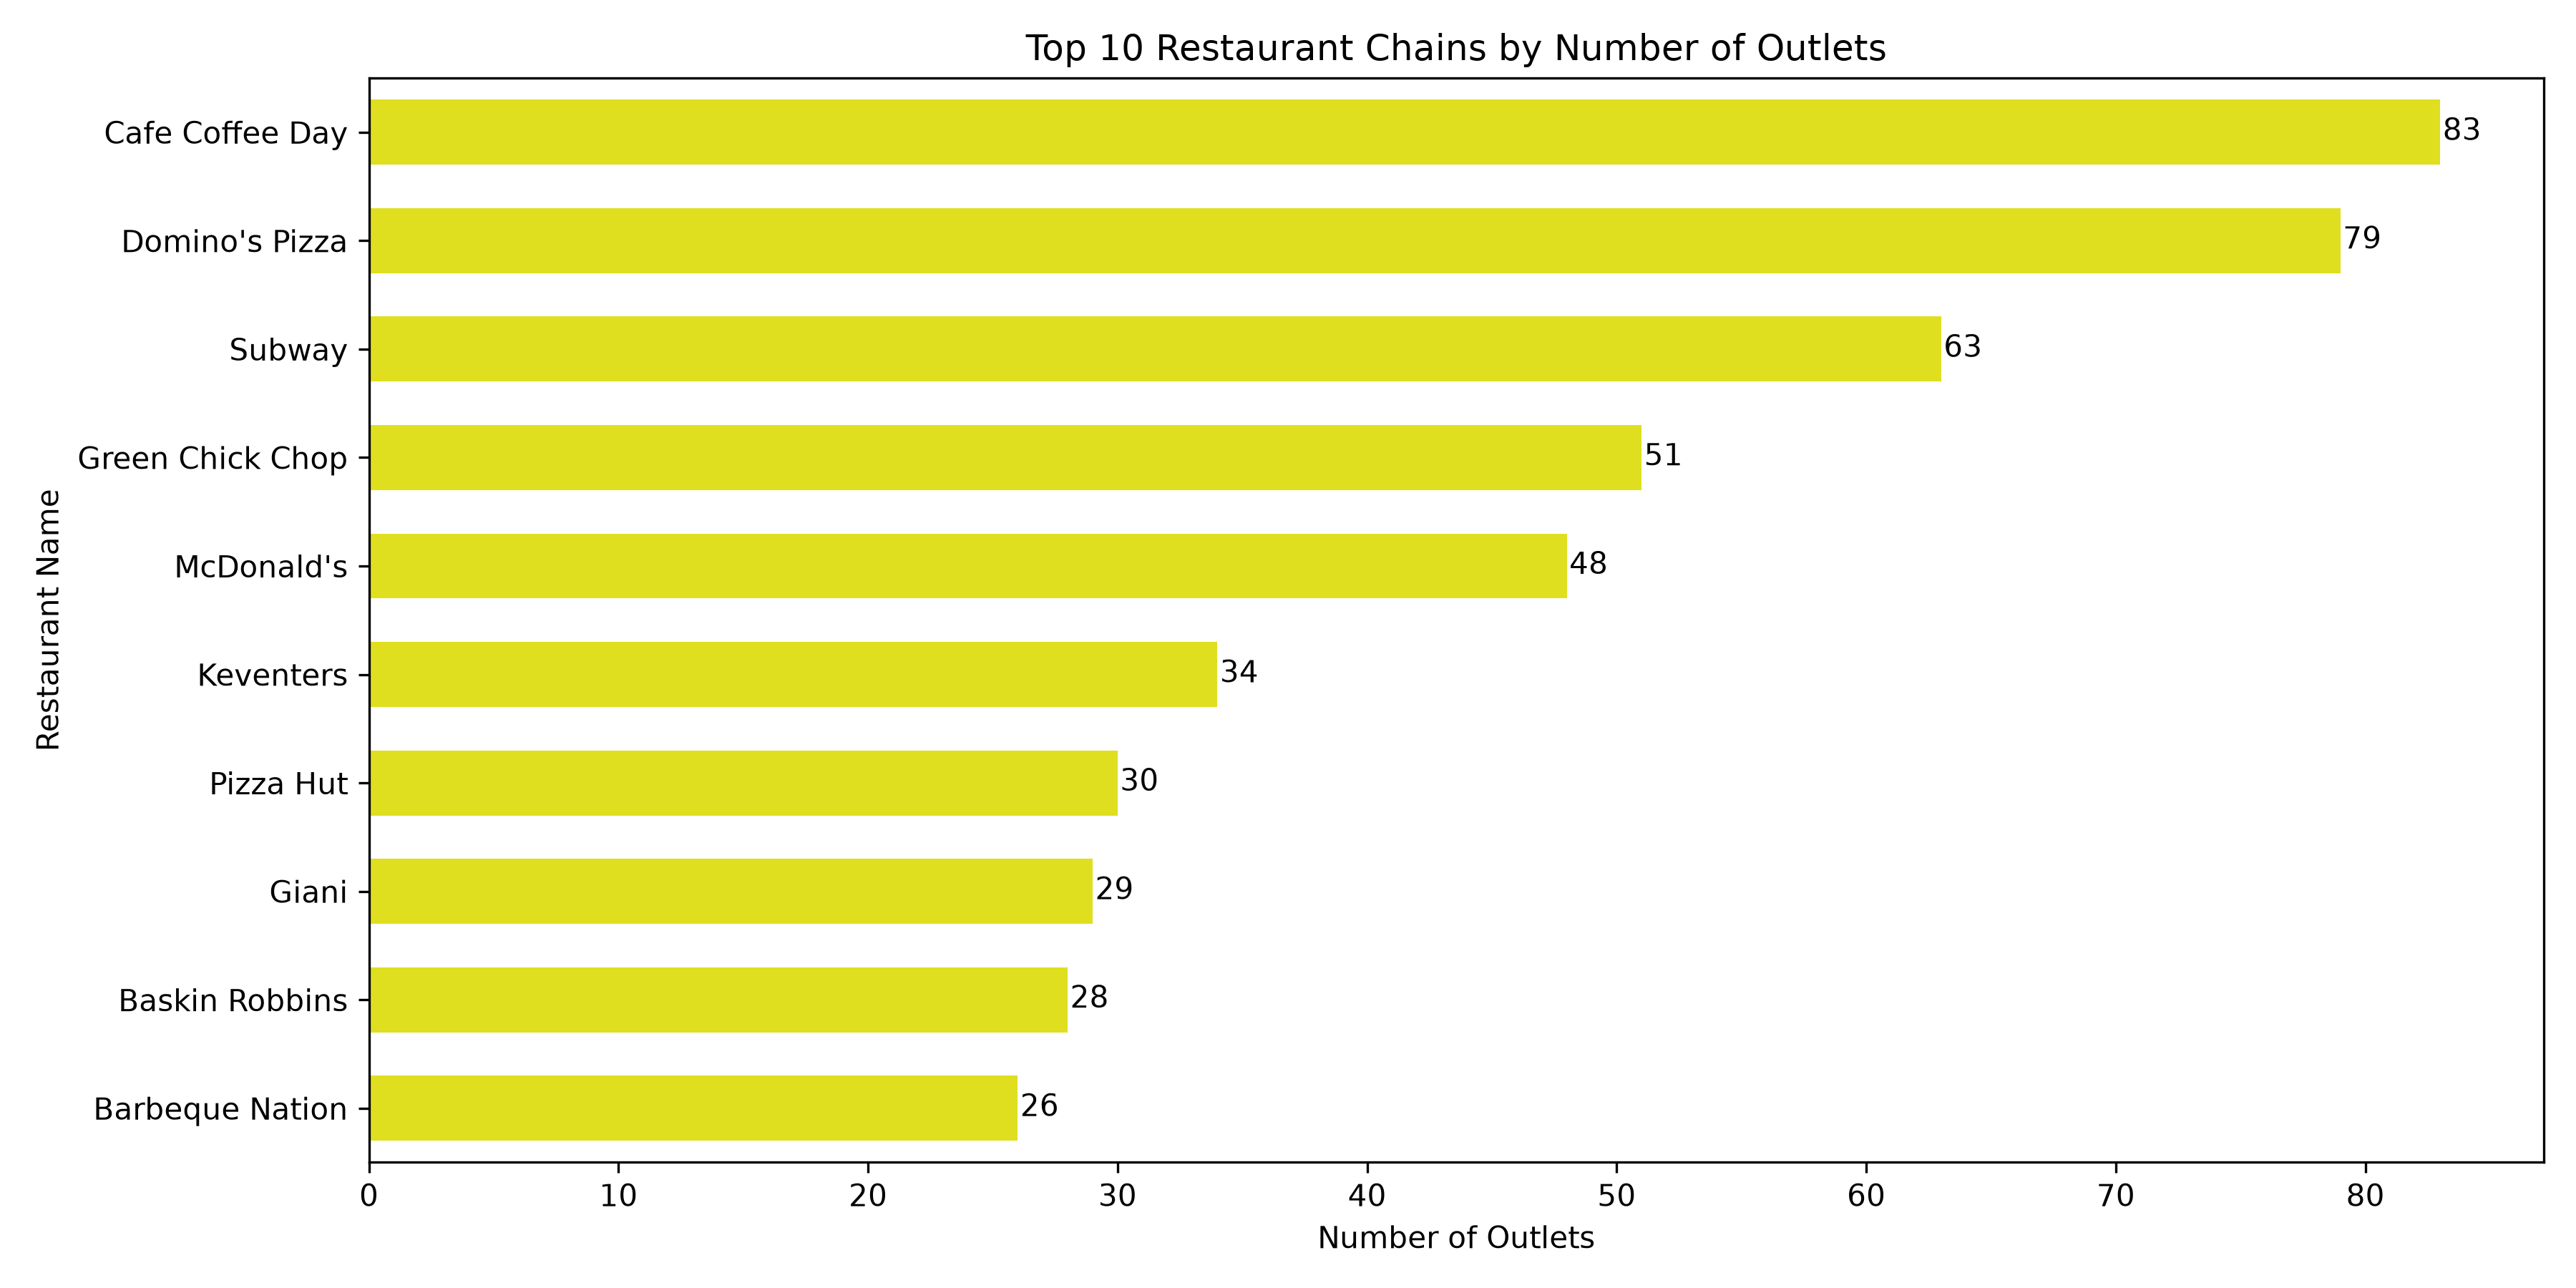 Top 10 Restaurant Chains by Number of Outlets
Restaurant Name
Cafe Coffee Day 83
Domino's Pizza 79
Subway 63
Green Chick Chop 51
McDonald's 48
Keventers 34
Pizza Hut 30
Giani 29
Baskin Robbins 28
Barbeque Nation 26
0 10 20 30 40 50 60 70 80
Number of Outlets